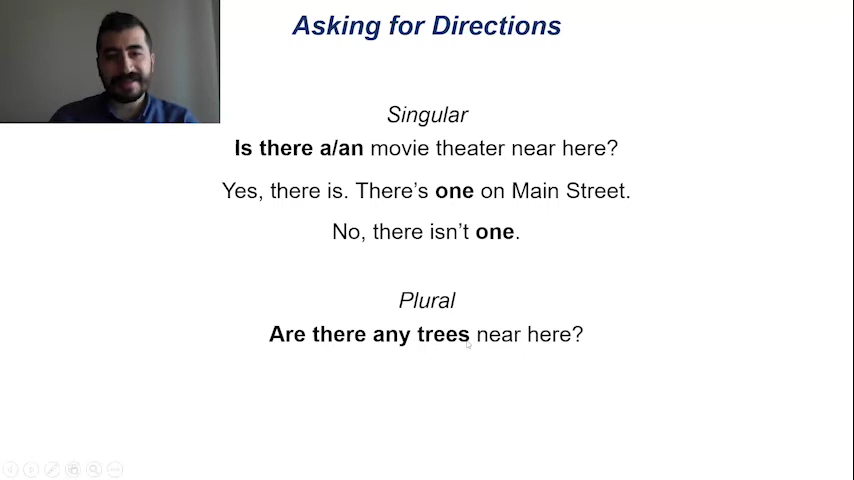 Asking for Directions
Singular
Is there a/an movie theater near here?
Yes, there is. There’s one on Main Street.
No, there isn’t one.
Plural
Are there any trees near here?